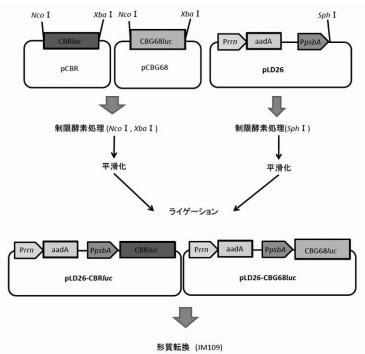 Nco I Xba I Nco I Xba I Sph I
CBRluc CBG68luc Prrn aadA PpsbA
pCBR pCBG68 pLD26
制限酵素処理 (Nco I , Xba I ) 制限酵素処理 (Sph I )
平滑化 平滑化
ライゲーション
Prrn aadA PpsbA CBRluc Prrn aadA PpsbA CBG68luc
pLD26-CBRluc pLD26-CBG68luc
形質転換 (JM109)